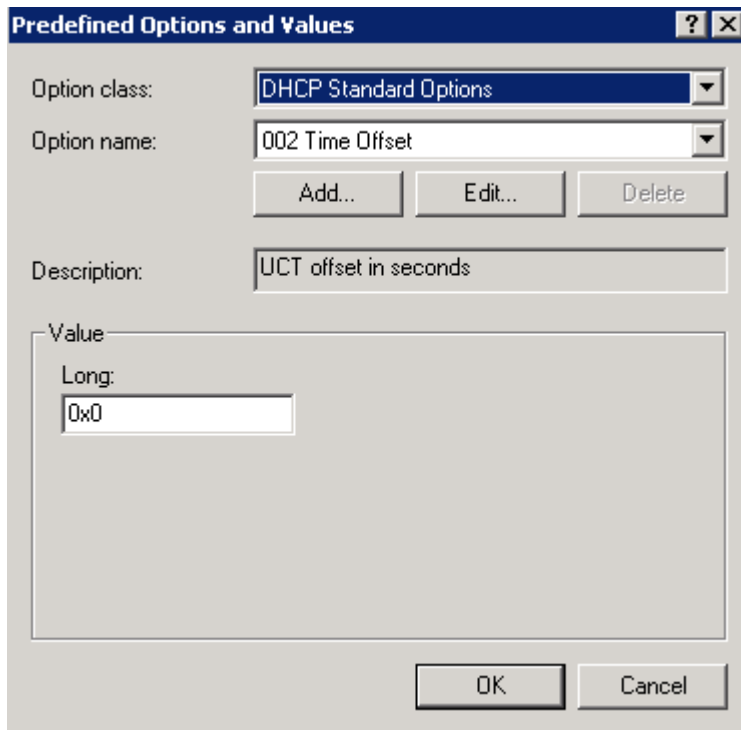 Predefined Options and Values
Option class:
DHCP Standard Options
Option name:
002 Time Offset
Add...
Edit...
Delete
Description:
UCT offset in seconds
Value
Long:
0x0
OK
Cancel